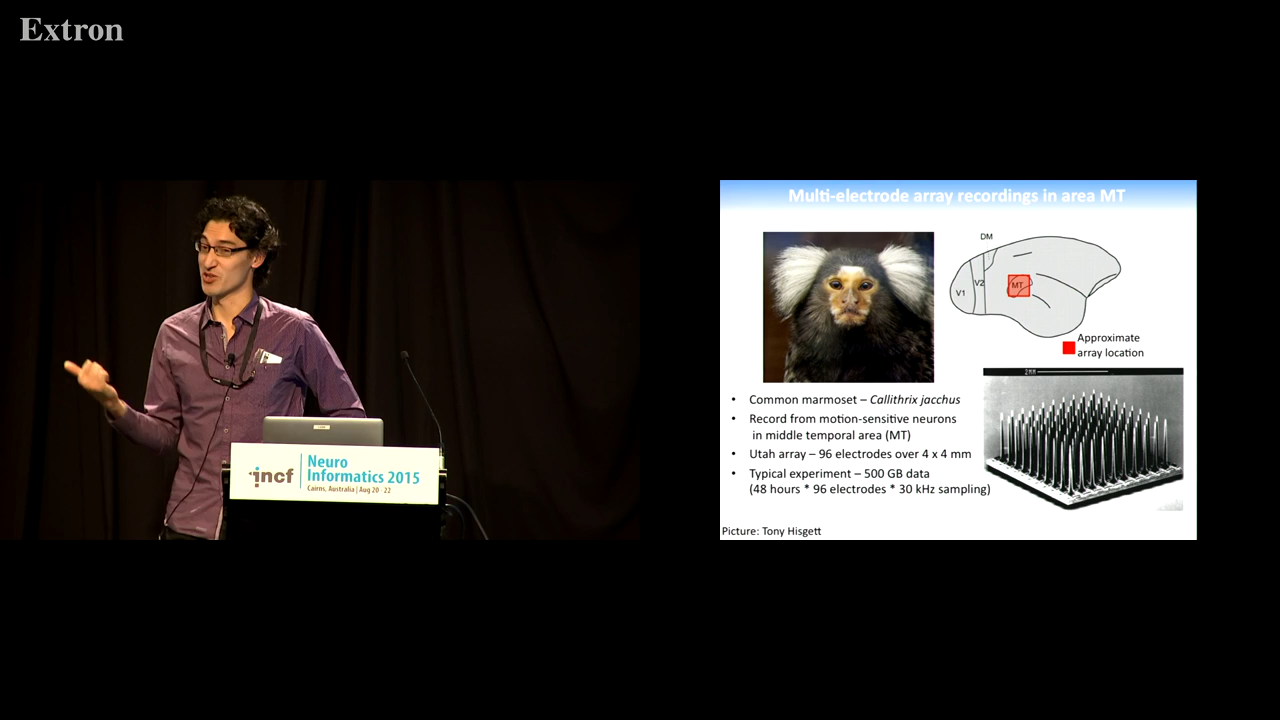 Extron
incf
Neuro
Informatics 2015
Cairns, Australia | Aug 20 - 22
Multi-electrode array recordings in area MT
DM
V1
V2
MT
Approximate
array location
2MM
• Common marmoset – Callithrix jacchus
• Record from motion-sensitive neurons
in middle temporal area (MT)
• Utah array – 96 electrodes over 4 x 4 mm
• Typical experiment – 500 GB data
(48 hours * 96 electrodes * 30 kHz sampling)
Picture: Tony Hisgett